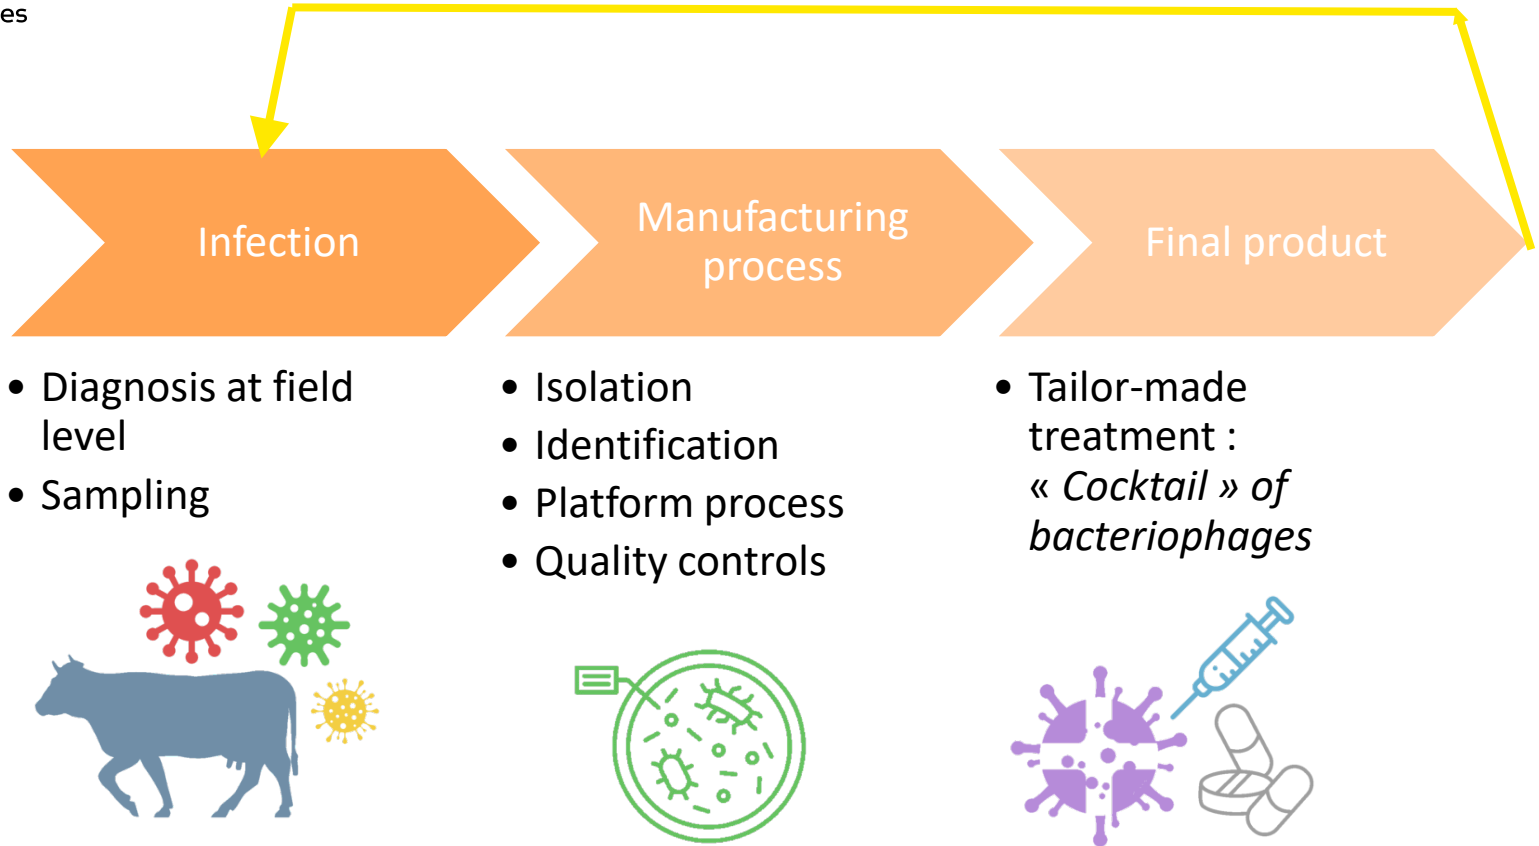 es
Infection
Manufacturing
process
Final product
• Diagnosis at field
level
• Sampling
• Isolation
• Identification
• Platform process
• Quality controls
• Tailor-made
treatment :
« Cocktail » of
bacteriophages